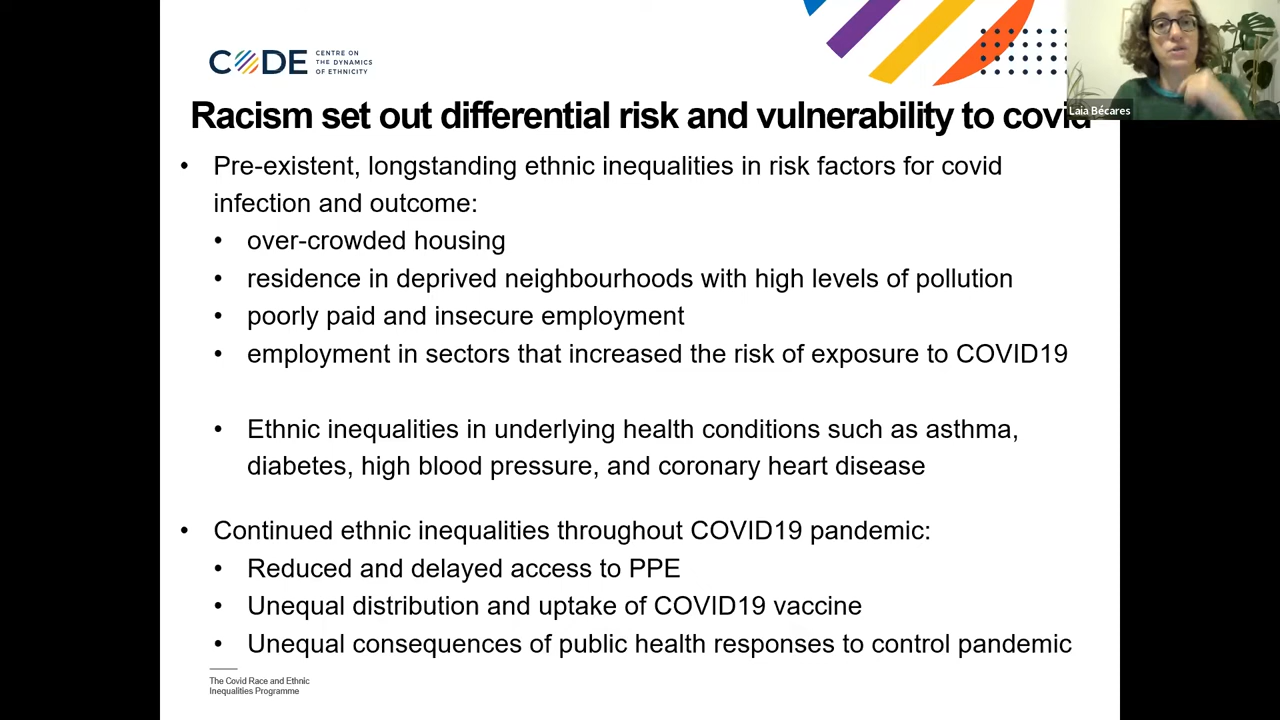 CODE
CENTRE ON
THE DYNAMICS
OF ETHNICITY
Laia Bécares
Racism set out differential risk and vulnerability to covid
• Pre-existent, longstanding ethnic inequalities in risk factors for covid
infection and outcome:
• over-crowded housing
• residence in deprived neighbourhoods with high levels of pollution
• poorly paid and insecure employment
• employment in sectors that increased the risk of exposure to COVID19
• Ethnic inequalities in underlying health conditions such as asthma,
diabetes, high blood pressure, and coronary heart disease
• Continued ethnic inequalities throughout COVID19 pandemic:
• Reduced and delayed access to PPE
• Unequal distribution and uptake of COVID19 vaccine
• Unequal consequences of public health responses to control pandemic
The Covid Race and Ethnic
Inequalities Programme